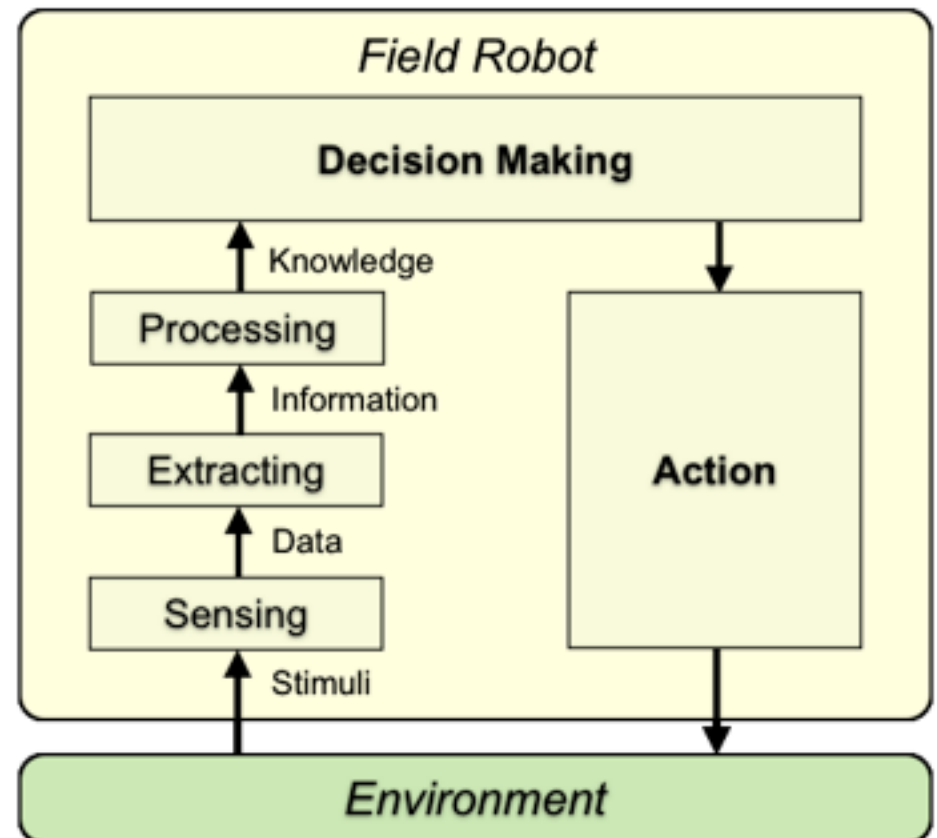 Field Robot
Decision Making
Knowledge
Processing
Information
Extracting
Action
Data
Sensing
Stimuli
Environment